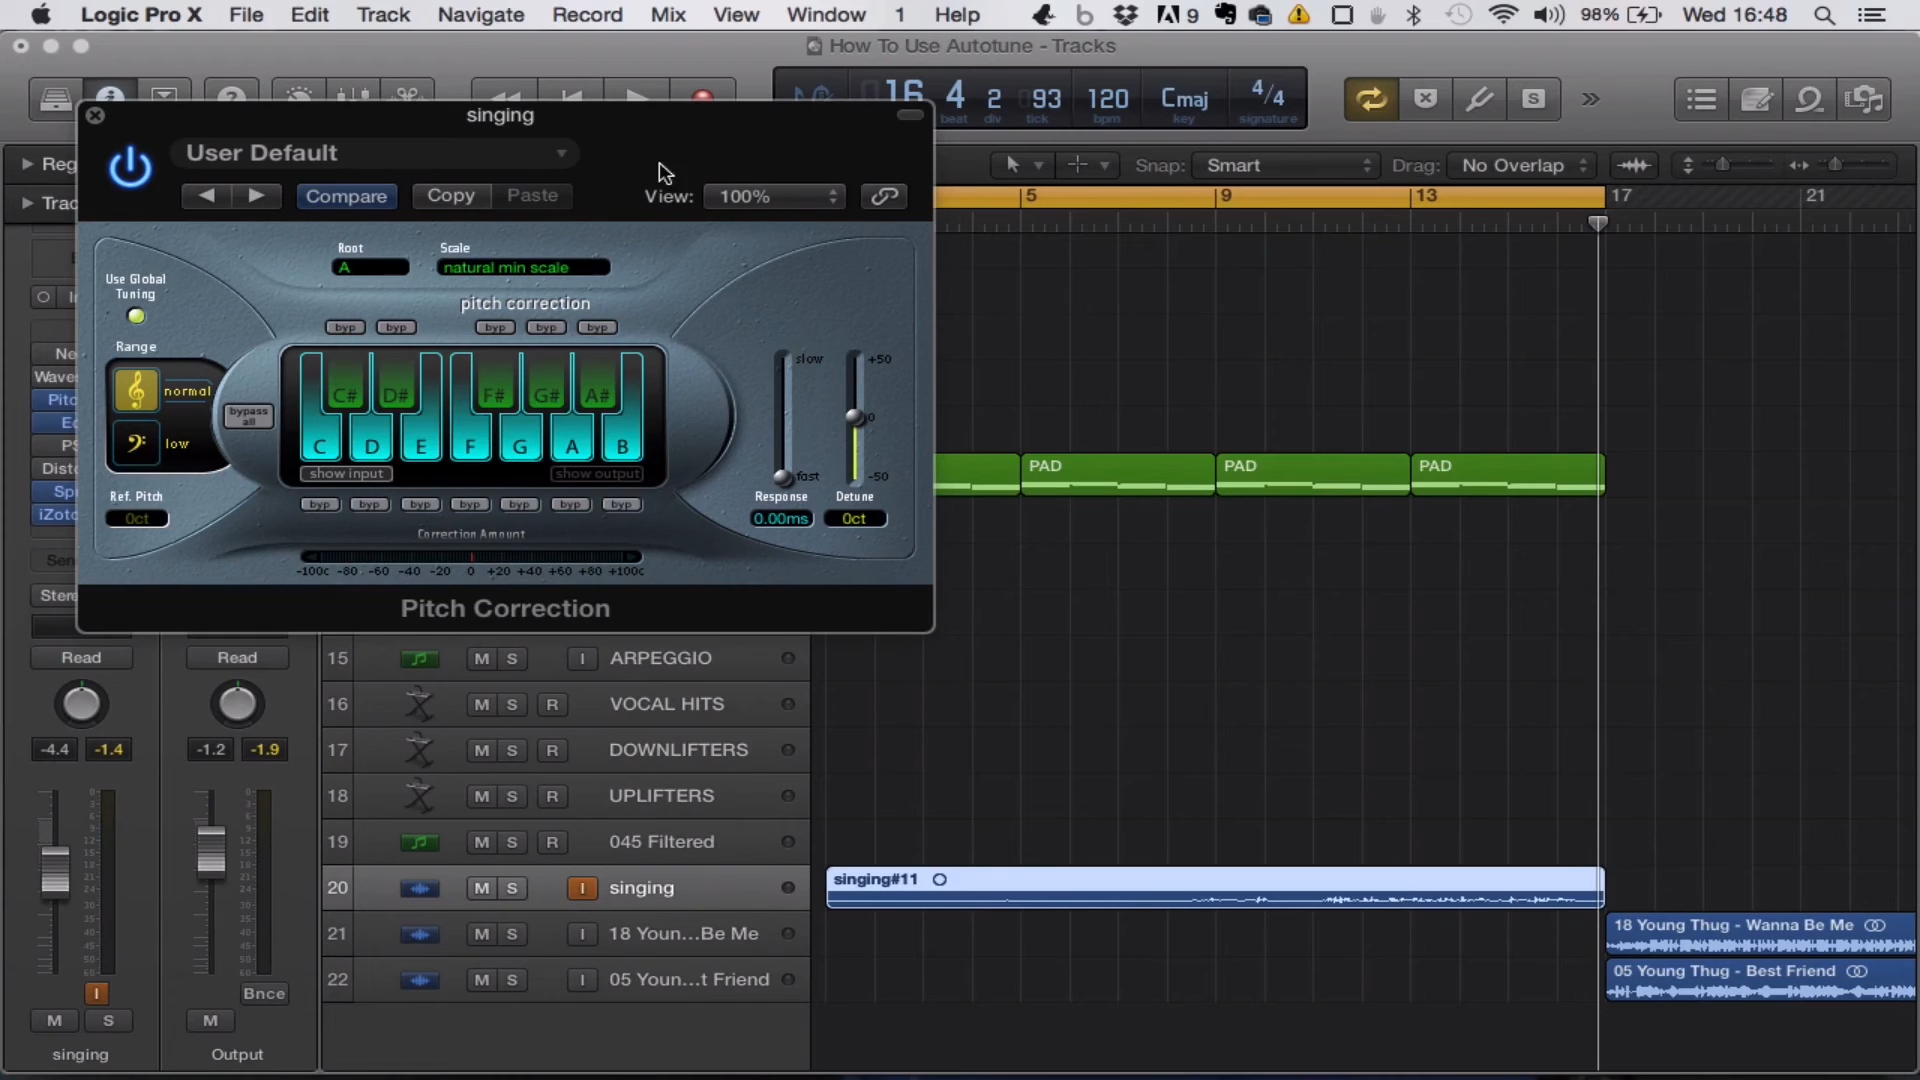 Logic Pro X File Edit Track Navigate Record Mix View Window 1 Help 9 98% Wed 16:48
How To Use Autotune - Tracks
16 4 2 93 120 Cmaj 4/4
beat div tick bpm key signature
S
singing
User Default
Compare Copy Paste View: 100%
Reg
Snap: Smart Drag: No Overlap
5 9 13 17 21
Root Scale
A natural min scale
Use Global
Tuning
pitch correction
byp byp byp byp byp
Range
normal
low
bypass
all
C# D# F# G# A#
C D E F G A B
show input show output
byp byp byp byp byp byp byp
Ref. Pitch
0ct
Correction Amount
-100c -80 -60 -40 -20 0 +20 +40 +60 +80 +100c
slow
fast
Response
0.00ms
+50
0
-50
Detune
0ct
Pitch Correction
Waves
Pitc
Disto
iZoto
Sen
Stere
PAD PAD PAD
Read Read
-4.4 -1.4 -1.2 -1.9
I
Bnce
M S M
singing Output
15 M S I ARPEGGIO
16 M S R VOCAL HITS
17 M S R DOWNLIFTERS
18 M S R UPLIFTERS
19 M S R 045 Filtered
20 M S I singing
21 M S I 18 Youn...Be Me
22 M S I 05 Youn...t Friend
singing#11
18 Young Thug - Wanna Be Me
05 Young Thug - Best Friend